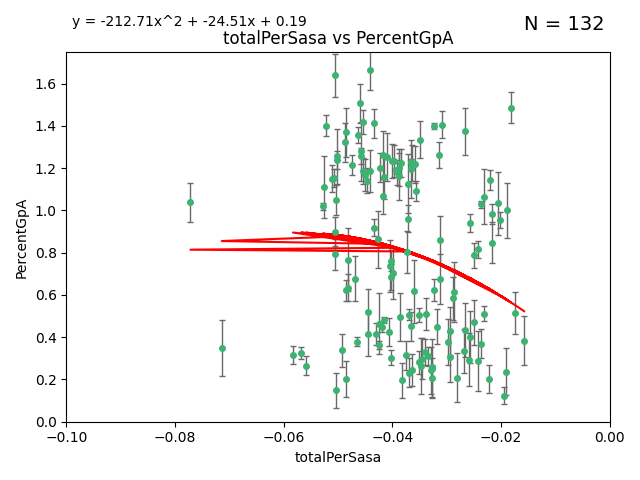 y = -212.71x^2 + -24.51x + 0.19
N = 132
totalPerSasa vs PercentGpA
1.6
1.4
1.2
1.0
0.8
0.6
0.4
0.2
0.0
PercentGpA
−0.10 −0.08 −0.06 −0.04 −0.02 0.00
totalPerSasa